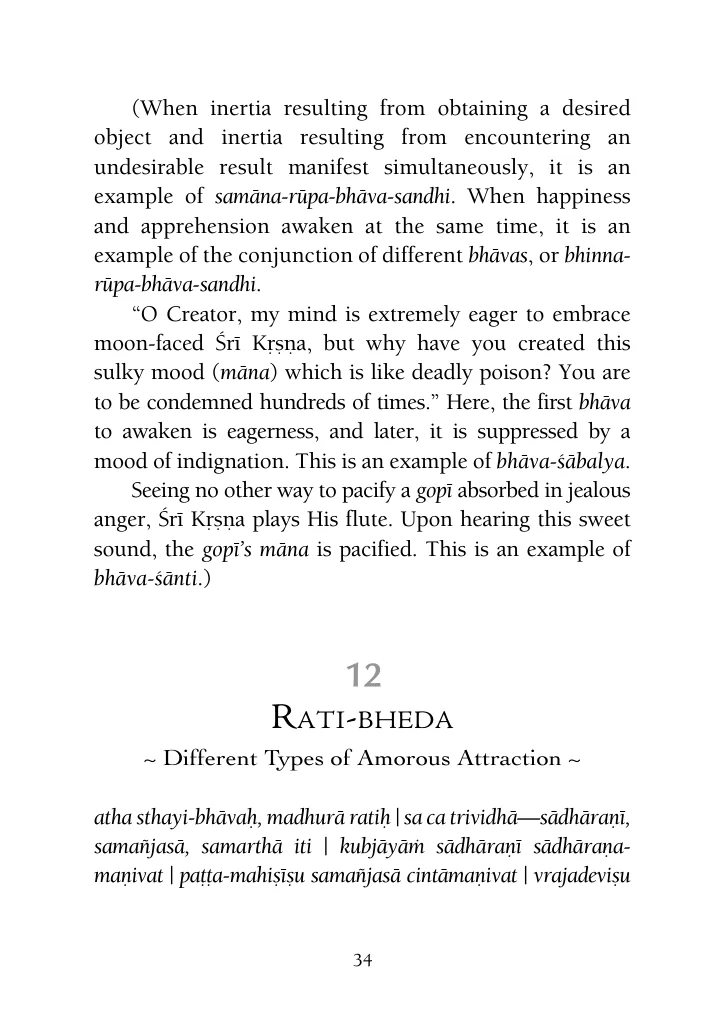 (When inertia resulting from obtaining a desired
object and inertia resulting from encountering an
undesirable result manifest simultaneously, it is an
example of samāna-rūpa-bhāva-sandhi. When happiness
and apprehension awaken at the same time, it is an
example of the conjunction of different bhāvas, or bhinna-
rūpa-bhāva-sandhi.
“O Creator, my mind is extremely eager to embrace
moon-faced Śrī Kṛṣṇa, but why have you created this
sulky mood (māna) which is like deadly poison? You are
to be condemned hundreds of times.” Here, the first bhāva
to awaken is eagerness, and later, it is suppressed by a
mood of indignation. This is an example of bhāva-śābalya.
Seeing no other way to pacify a gopī absorbed in jealous
anger, Śrī Kṛṣṇa plays His flute. Upon hearing this sweet
sound, the gopī’s māna is pacified. This is an example of
bhāva-śānti.)
12
Rati-bheda
~ Different Types of Amorous Attraction ~
atha sthayi-bhāvaḥ, madhurā ratiḥ | sa ca trividhā—sādhāraṇī,
samañjasā, samarthā iti | kubjāyāṁ sādhāraṇī sādhāraṇa-
maṇivat | paṭṭa-mahiṣīṣu samañjasā cintāmaṇivat | vrajadeviṣu
34